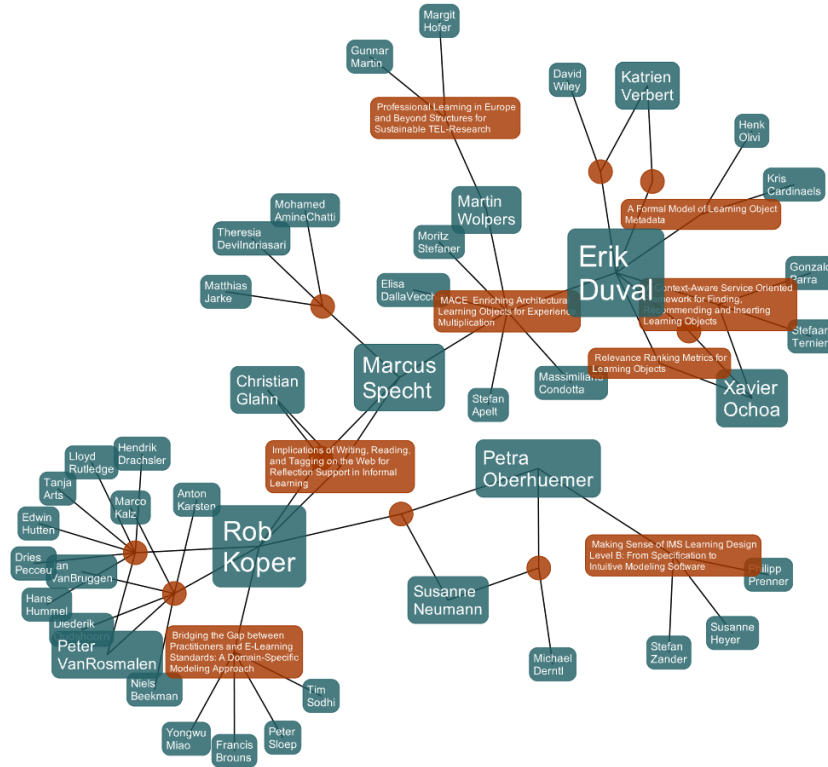 Margit
Hofer
Gunnar
Martin
David
Wiley
Katrien
Verbert
Professional Learning in Europe
and Beyond Structures for
Sustainable TEL-Research
Henk
Olivi
Kris
Cardinaels
Mohamed
AmineChatti
Martin
Wolpers
A Formal Model of Learning Object
Metadata
Theresia
DeviIndriasari
Moritz
Stefaner
Erik
Duval
Gonzalo
Parra
Matthias
Jarke
Elisa
DallaVecch
MACE Enriching Architectural
Learning Objects for Experience
Multiplication
Context-Aware Service Oriented
Framework for Finding,
Recommending and Inserting
Learning Objects
Stefaan
Ternier
Marcus
Specht
Relevance Ranking Metrics for
Learning Objects
Christian
Glahn
Stefan
Apelt
Massimiliano
Condotta
Xavier
Ochoa
Implications of Writing, Reading,
and Tagging on the Web for
Reflection Support in Informal
Learning
Petra
Oberhuemer
Hendrik
Drachsler
Lloyd
Rutledge
Tanja
Arts
Marco
Kalz
Anton
Karsten
Edwin
Hutten
Rob
Koper
Dries
Pecceu
an
VanBruggen
Making Sense of IMS Learning Design
Level B: From Specification to
Intuitive Modeling Software
Philipp
Prenner
Hans
Hummel
Susanne
Neumann
Diederik
Peter
VanRosmalen
Bridging the Gap between
Practitioners and E-Learning
Standards: A Domain-Specific
Modeling Approach
Susanne
Heyer
Stefan
Zander
Michael
Derntl
Niels
Beekman
Tim
Sodhi
Yongwu
Miao
Francis
Brouns
Peter
Sloep